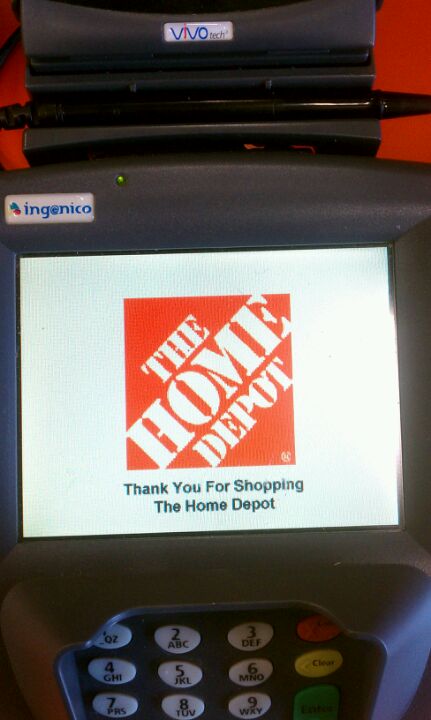 ViVOtech
ingenico
THE
HOME
DEPOT
Thank You For Shopping
The Home Depot
QZ
2
ABC
3
DEF
4
GHI
5
JKL
6
MNO
Clear
7
PRS
8
TUV
9
WXY
Enter